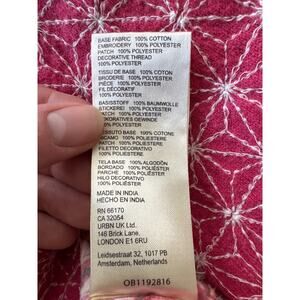 BASE FABRIC 100% COTTON
EMBROIDERY 100% POLYESTER
PATCH 100% POLYESTER
DECORATIVE THREAD
100% POLYESTER
TISSU DE BASE 100% COTON
BRODERIE 100% POLYESTER
PIÈCE 100% POLYESTER
FIL DÉCORATIF
100% POLYESTER
BASISSTOFF 100% BAUMWOLLE
STICKEREI 100% POLYESTER
PATCH 100% POLYESTER
DEKORATIVES GEWINDE
100% POLYESTER
TESSUTO BASE 100% COTONE
RICAMO 100% POLIESTERE
PATCH 100% POLIESTERE
FILETTO DECORATIVO
100% POLIESTERE
TELA BASE 100% ALGODÓN
BORDADO 100% POLIÉSTER
PARCHE 100% POLIÉSTER
HILO DECORATIVO
100% POLIÉSTER
MADE IN INDIA
HECHO EN INDIA
RN 66170
CA 32054
URBN UK Ltd.
146 Brick Lane.
LONDON E1 6RU
Leidsestraat 32, 1017 PB
Amsterdam, Netherlands
OB1192816